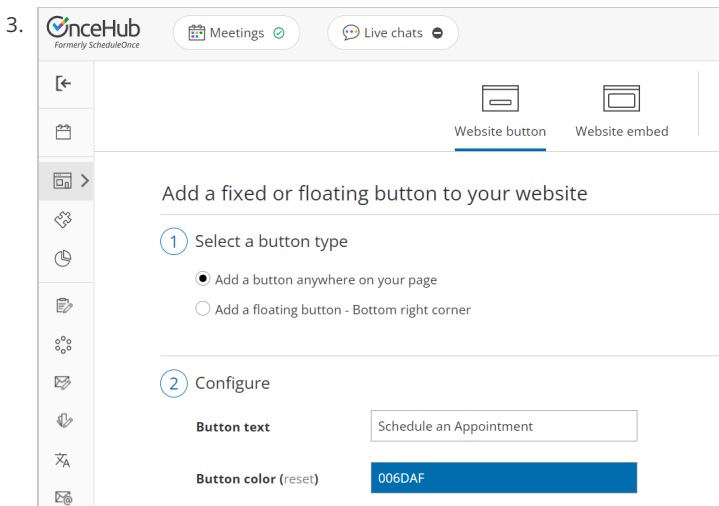 3.
OnceHub
Formerly ScheduleOnce
Meetings
Live chats
Website button
Website embed
Add a fixed or floating button to your website
1 Select a button type
Add a button anywhere on your page
Add a floating button - Bottom right corner
2 Configure
Button text
Schedule an Appointment
Button color (reset)
006DAF